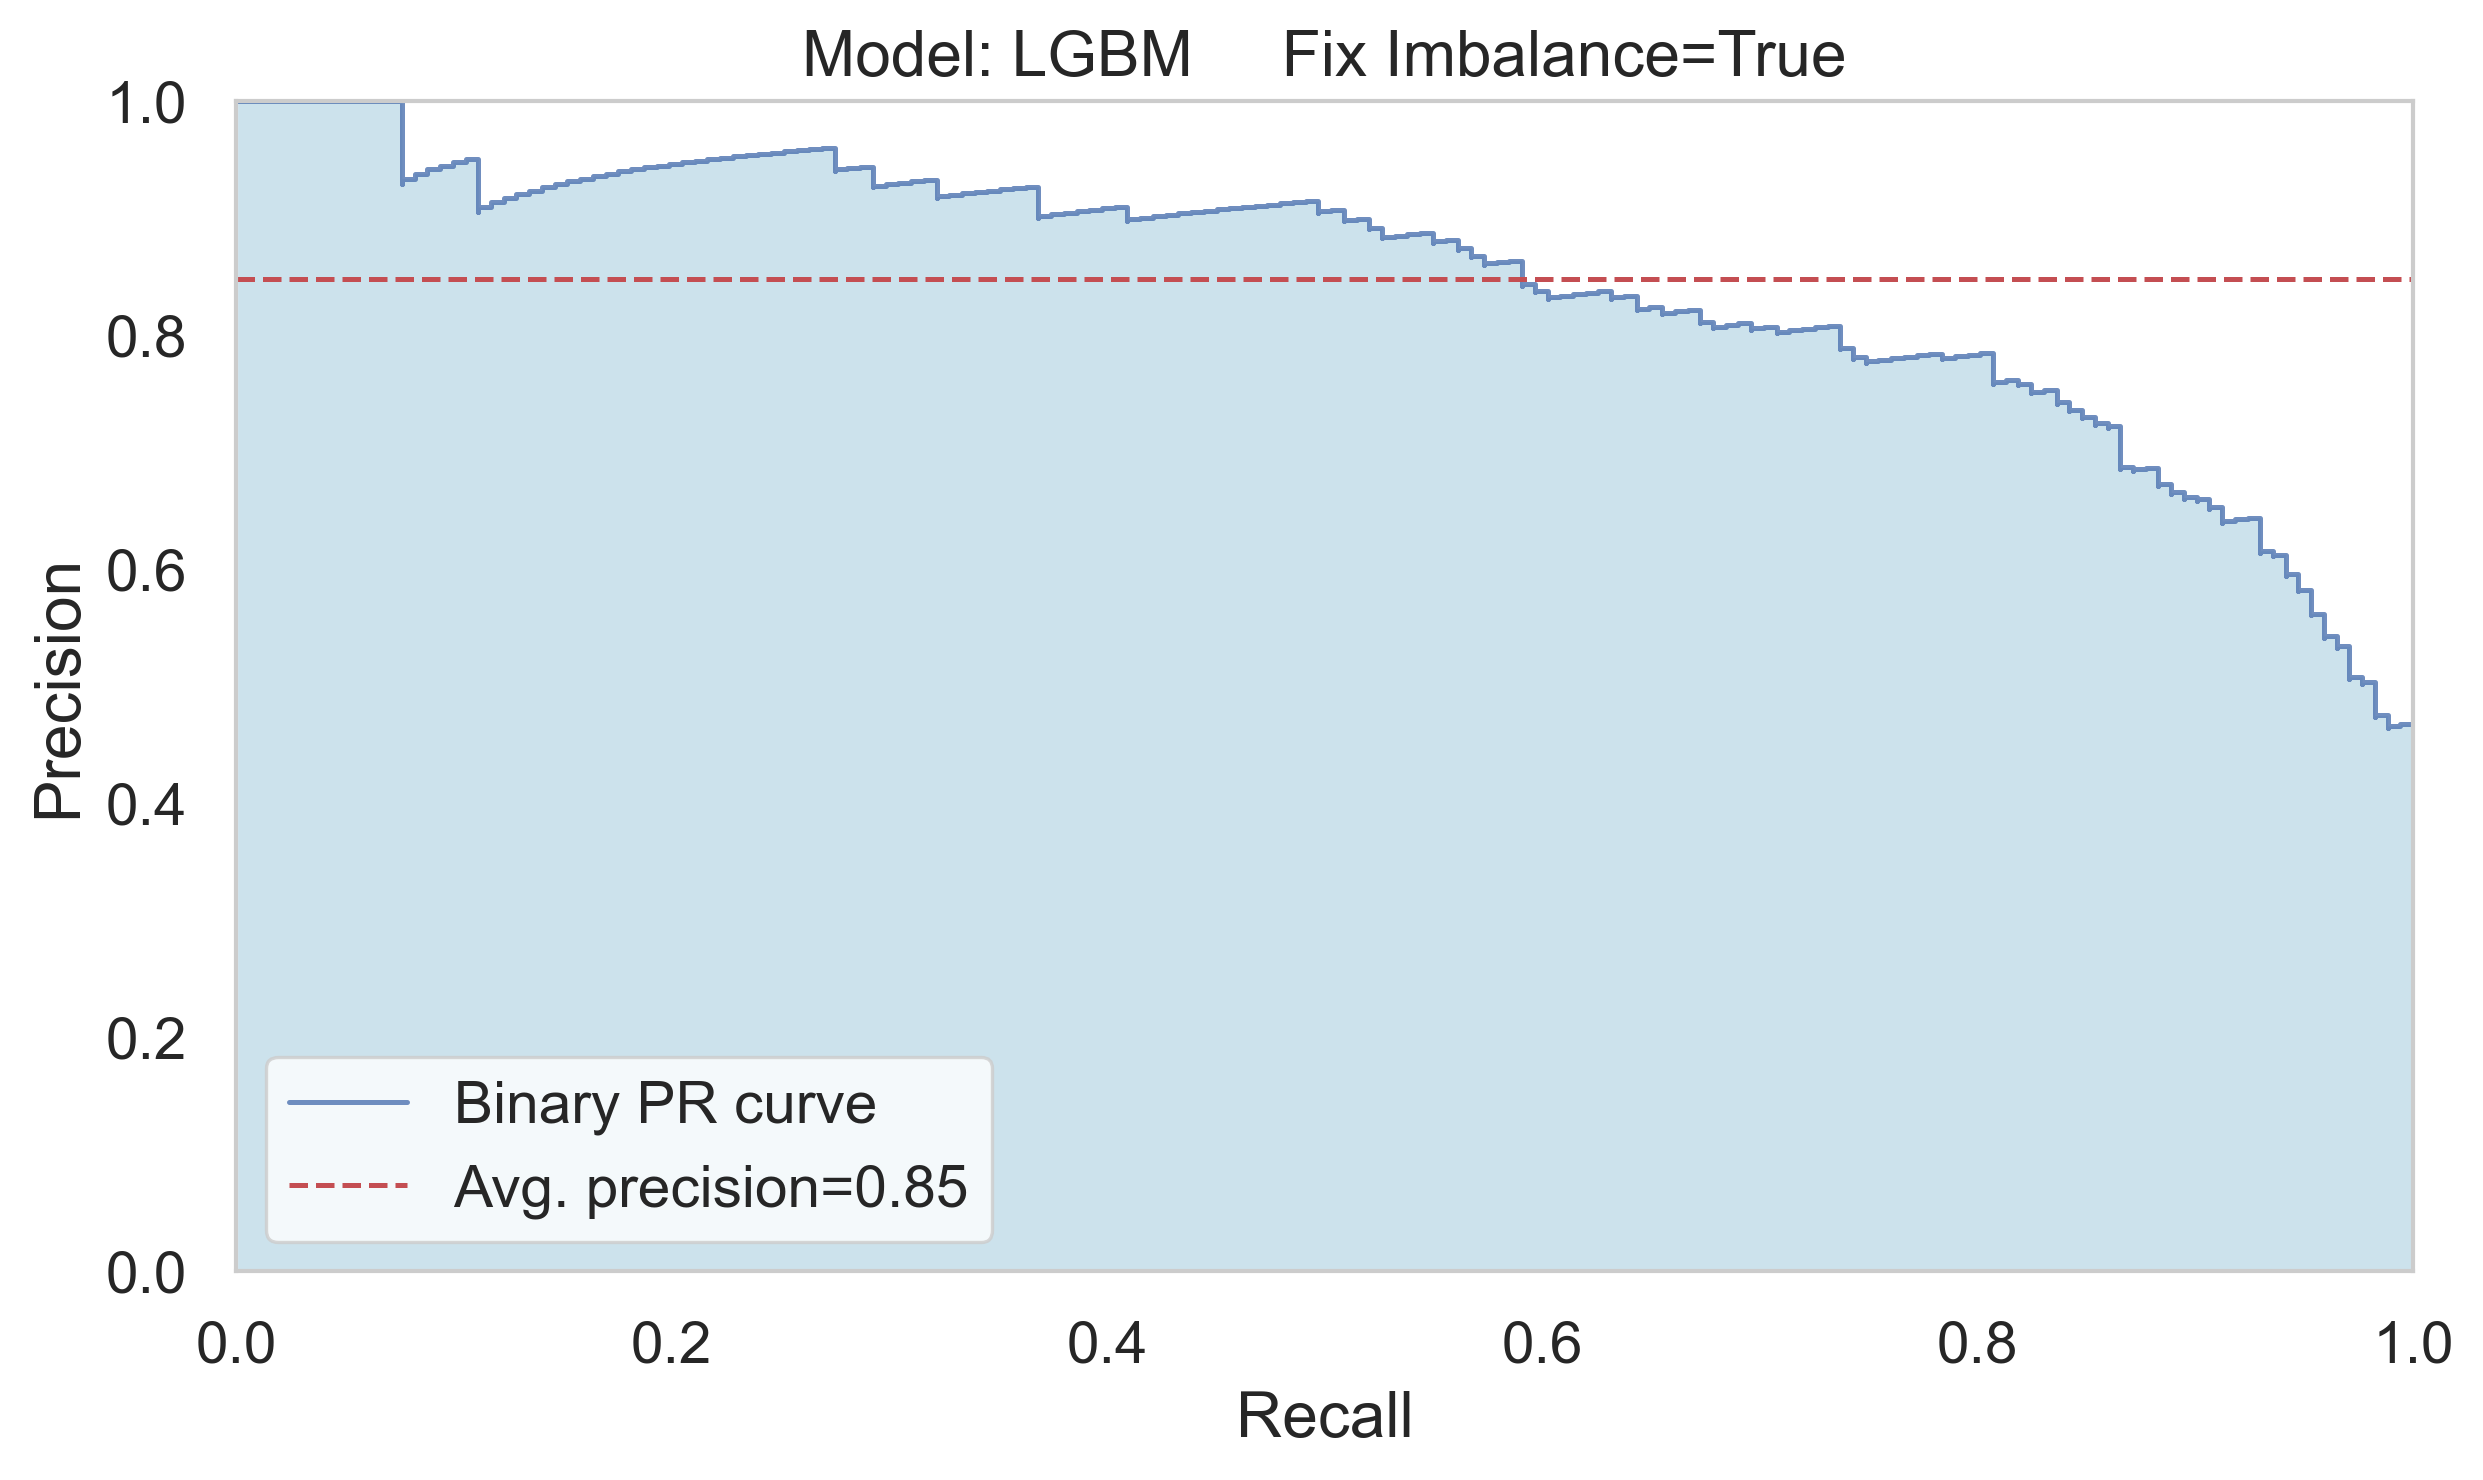 Model: LGBM     Fix Imbalance=True
1.0
0.8
0.6
0.4
0.2
0.0
Precision
Binary PR curve
Avg. precision=0.85
0.0 0.2 0.4 0.6 0.8 1.0
Recall